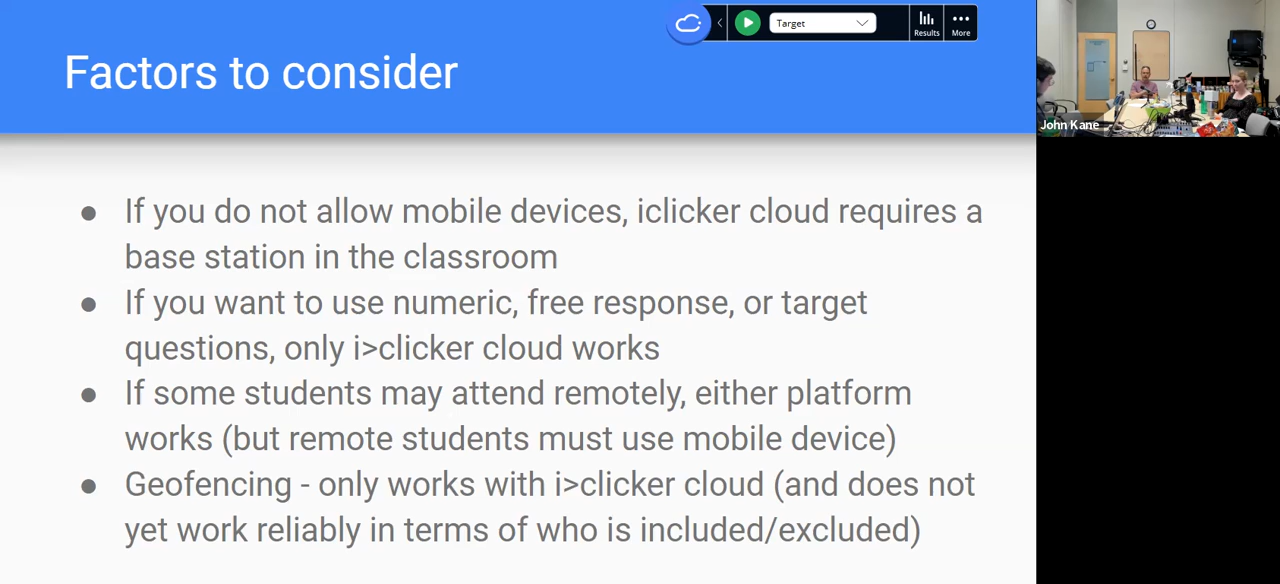 Target
Results
More
Factors to consider
John Kane
If you do not allow mobile devices, iclicker cloud requires a
base station in the classroom
If you want to use numeric, free response, or target
questions, only i>clicker cloud works
If some students may attend remotely, either platform
works (but remote students must use mobile device)
Geofencing - only works with i>clicker cloud (and does not
yet work reliably in terms of who is included/excluded)